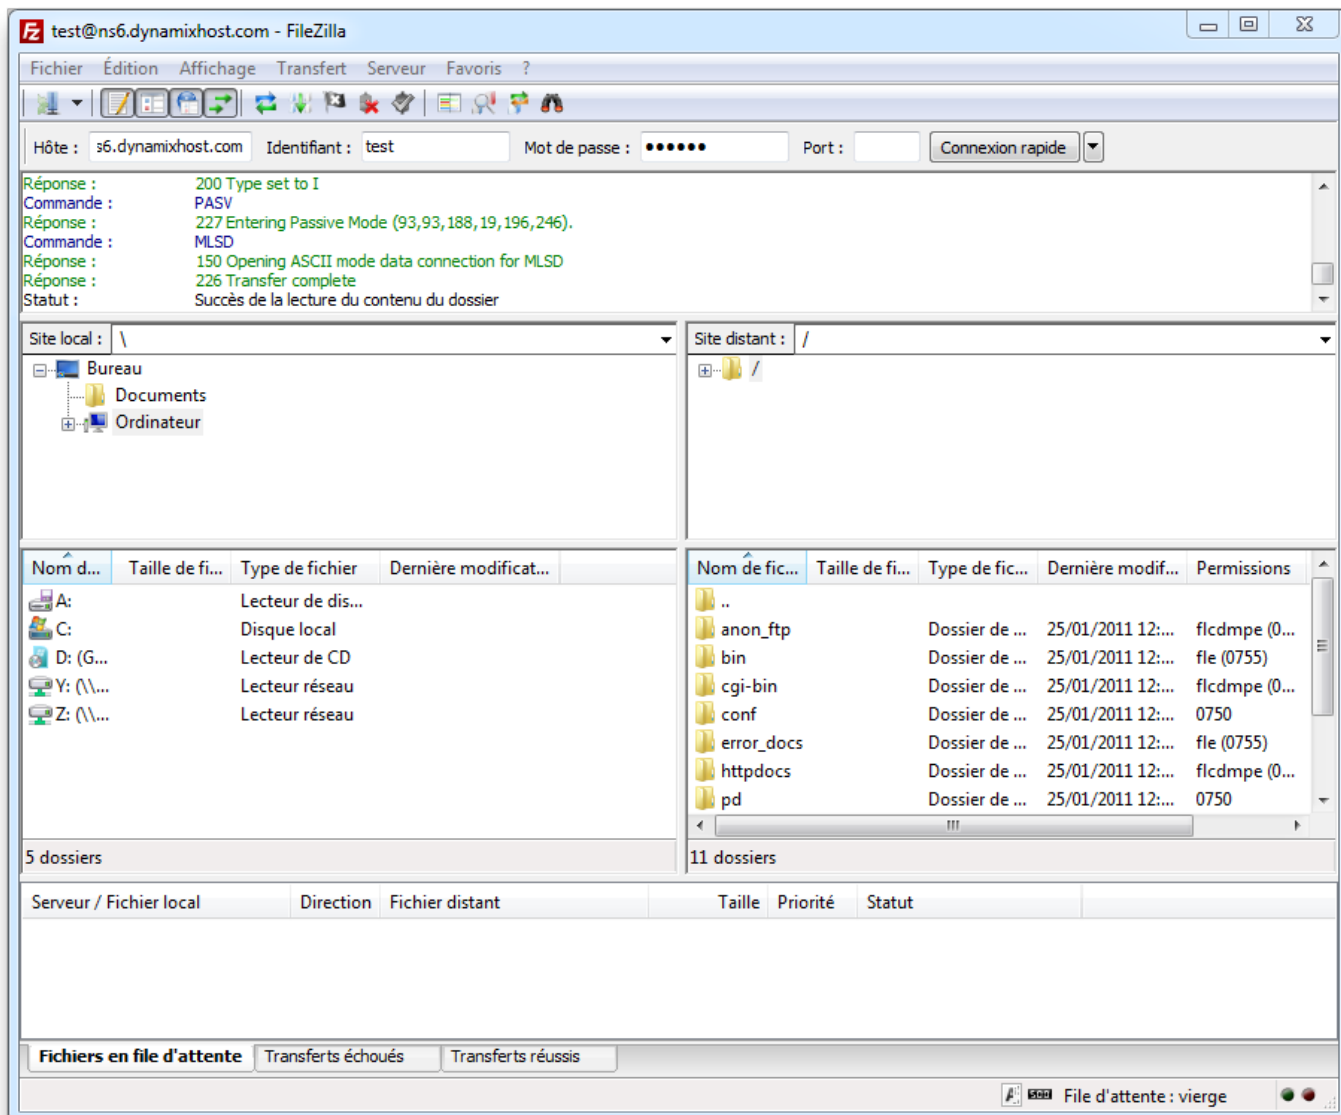 test@ns6.dynamixhost.com - FileZilla
Fichier Édition Affichage Transfert Serveur Favoris ?
Hôte : s6.dynamixhost.com Identifiant : test Mot de passe : ●●●●●● Port : Connexion rapide
Réponse : 200 Type set to I
Commande : PASV
Réponse : 227 Entering Passive Mode (93,93,188,19,196,246).
Commande : MLSD
Réponse : 150 Opening ASCII mode data connection for MLSD
Réponse : 226 Transfer complete
Statut : Succès de la lecture du contenu du dossier
Site local : \
Bureau
Documents
Ordinateur
Site distant : /
/
Nom d... Taille de fi... Type de fichier Dernière modificat...
A: Lecteur de dis...
C: Disque local
D: (G... Lecteur de CD
Y: (\\... Lecteur réseau
Z: (\\... Lecteur réseau
5 dossiers
Nom de fic... Taille de fi... Type de fic... Dernière modif... Permissions
..
anon_ftp Dossier de ... 25/01/2011 12:... flcdmpe (0...
bin Dossier de ... 25/01/2011 12:... fle (0755)
cgi-bin Dossier de ... 25/01/2011 12:... flcdmpe (0...
conf Dossier de ... 25/01/2011 12:... 0750
error_docs Dossier de ... 25/01/2011 12:... fle (0755)
httpdocs Dossier de ... 25/01/2011 12:... flcdmpe (0...
pd Dossier de ... 25/01/2011 12:... 0750
11 dossiers
Serveur / Fichier local Direction Fichier distant Taille Priorité Statut
Fichiers en file d'attente Transferts échoués Transferts réussis
File d'attente : vierge